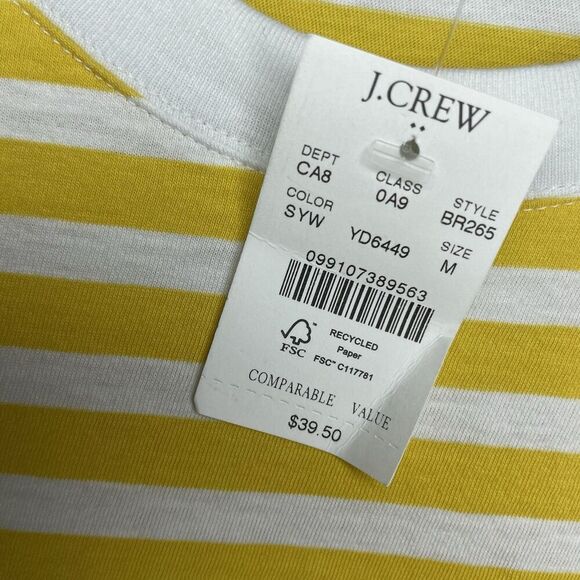 J.CREW
DEPT CLASS STYLE
CA8 0A9 BR265
COLOR SIZE
SYW YD6449 M
099107389563
FSC
RECYCLED
Paper
FSC™ C117781
COMPARABLE VALUE
$39.50